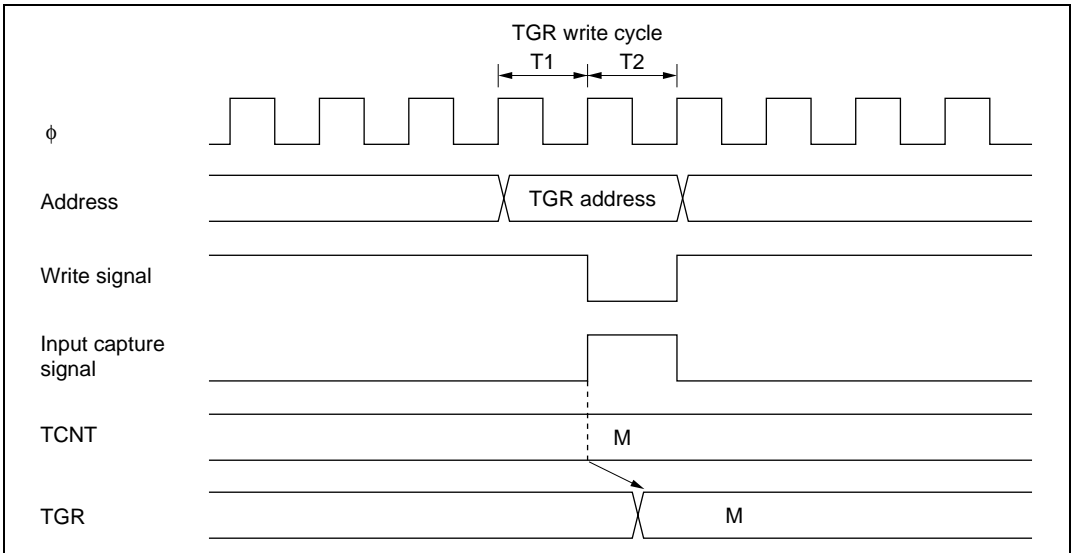 TGR write cycle
T1 T2
ϕ
Address
TGR address
Write signal
Input capture
signal
TCNT
M
TGR
M